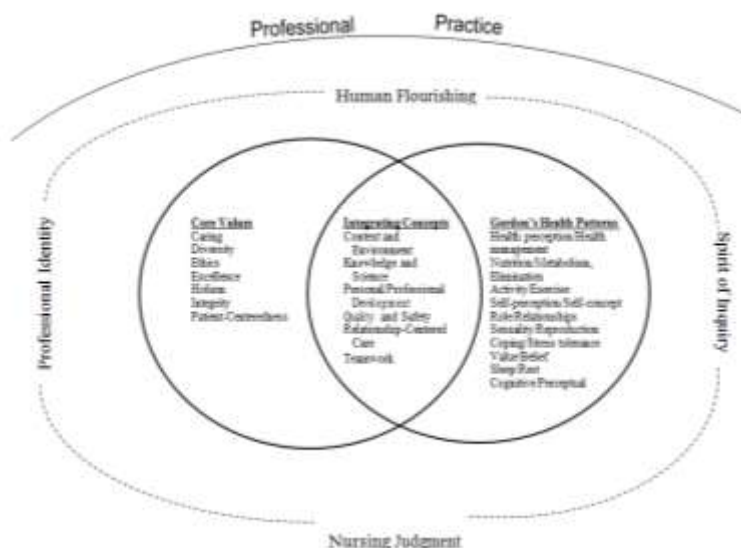 Professional Practice
Human Flourishing
Professional Identity
Core Values
Caring
Diversity
Ethics
Excellence
Holism
Integrity
Patient-Centeredness
Integrating Concepts
Context and
Environment
Knowledge and
Science
Personal/Professional
Development
Quality and Safety
Relationship-Centered
Care
Teamwork
Gordon's Health Patterns
Health perception/Health
management
Nutrition/Metabolism,
Elimination
Activity/Exercise
Self-perception/Self-concept
Role/Relationships
Sexuality/Reproduction
Coping/Stress tolerance
Value/Belief
Sleep/Rest
Cognitive Perceptual
Spirit of Inquiry
Nursing Judgment